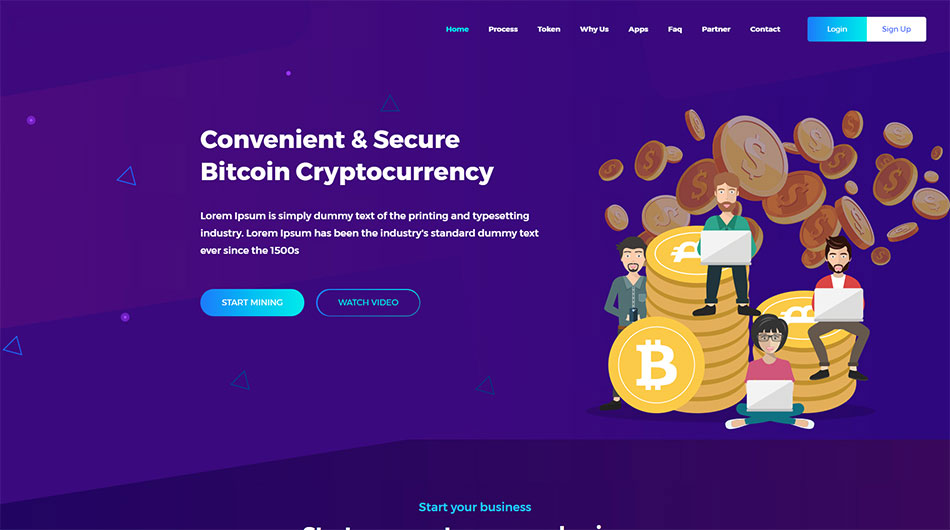 Home Process Token Why Us Apps Faq Partner Contact Login Sign Up
Convenient & Secure
Bitcoin Cryptocurrency
Lorem Ipsum is simply dummy text of the printing and typesetting
industry. Lorem Ipsum has been the industry's standard dummy text
ever since the 1500s
START MINING WATCH VIDEO
Start your business